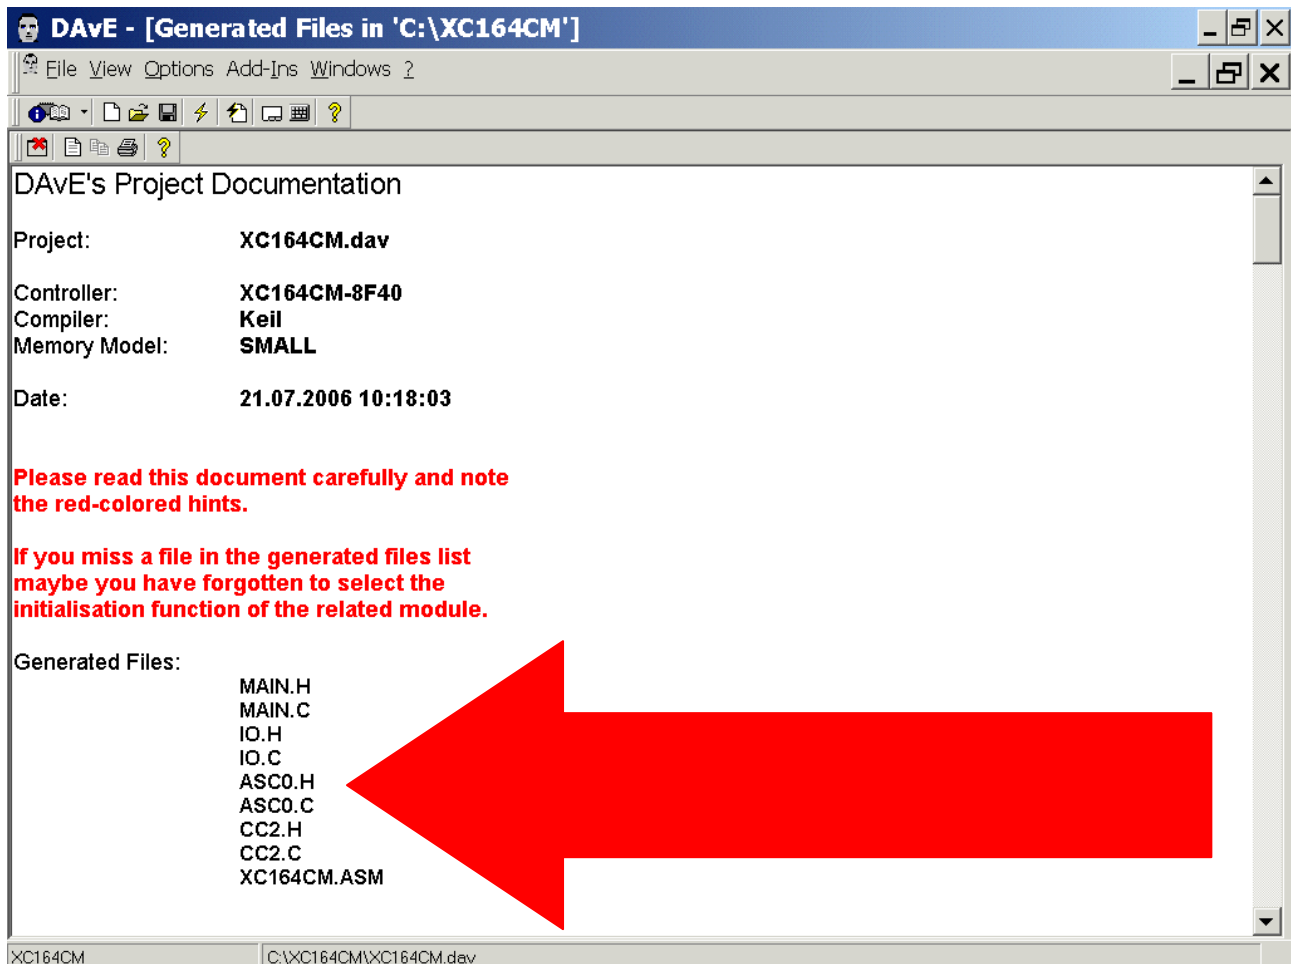 DAvE - [Generated Files in 'C:\XC164CM']
File View Options Add-Ins Windows ?
DAvE's Project Documentation
Project: XC164CM.dav
Controller: XC164CM-8F40
Compiler: Keil
Memory Model: SMALL
Date: 21.07.2006 10:18:03
Please read this document carefully and note
the red-colored hints.
If you miss a file in the generated files list
maybe you have forgotten to select the
initialisation function of the related module.
Generated Files:
MAIN.H
MAIN.C
IO.H
IO.C
ASC0.H
ASC0.C
CC2.H
CC2.C
XC164CM.ASM
XC164CM C:\XC164CM\XC164CM.dav